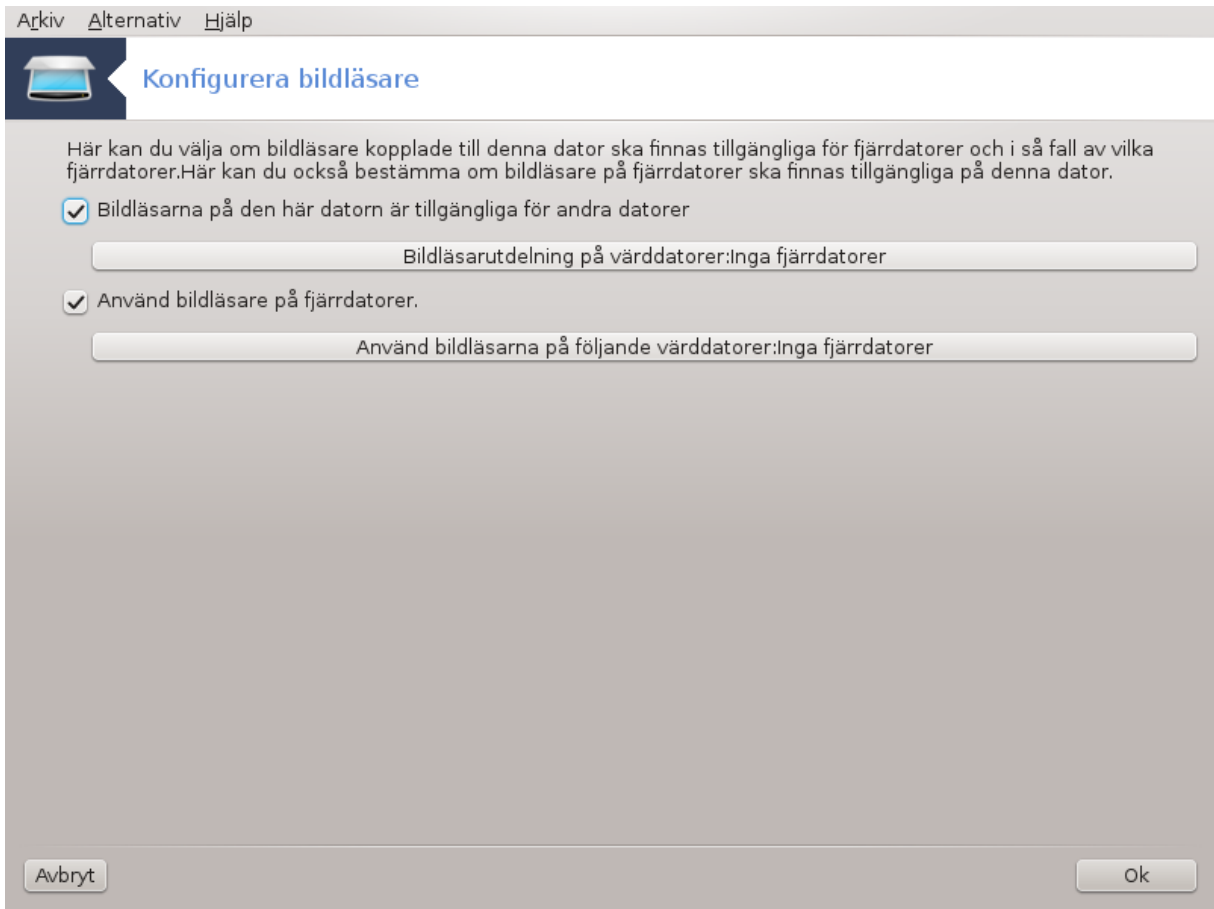 Arkiv Alternativ Hjälp
Konfigurera bildläsare
Här kan du välja om bildläsare kopplade till denna dator ska finnas tillgängliga för fjärrdatorer och i så fall av vilka
fjärrdatorer.Här kan du också bestämma om bildläsare på fjärrdatorer ska finnas tillgängliga på denna dator.
Bildläsarna på den här datorn är tillgängliga för andra datorer
Bildläsarutdelning på värddatorer:Inga fjärrdatorer
Använd bildläsare på fjärrdatorer.
Använd bildläsarna på följande värddatorer:Inga fjärrdatorer
Avbryt Ok